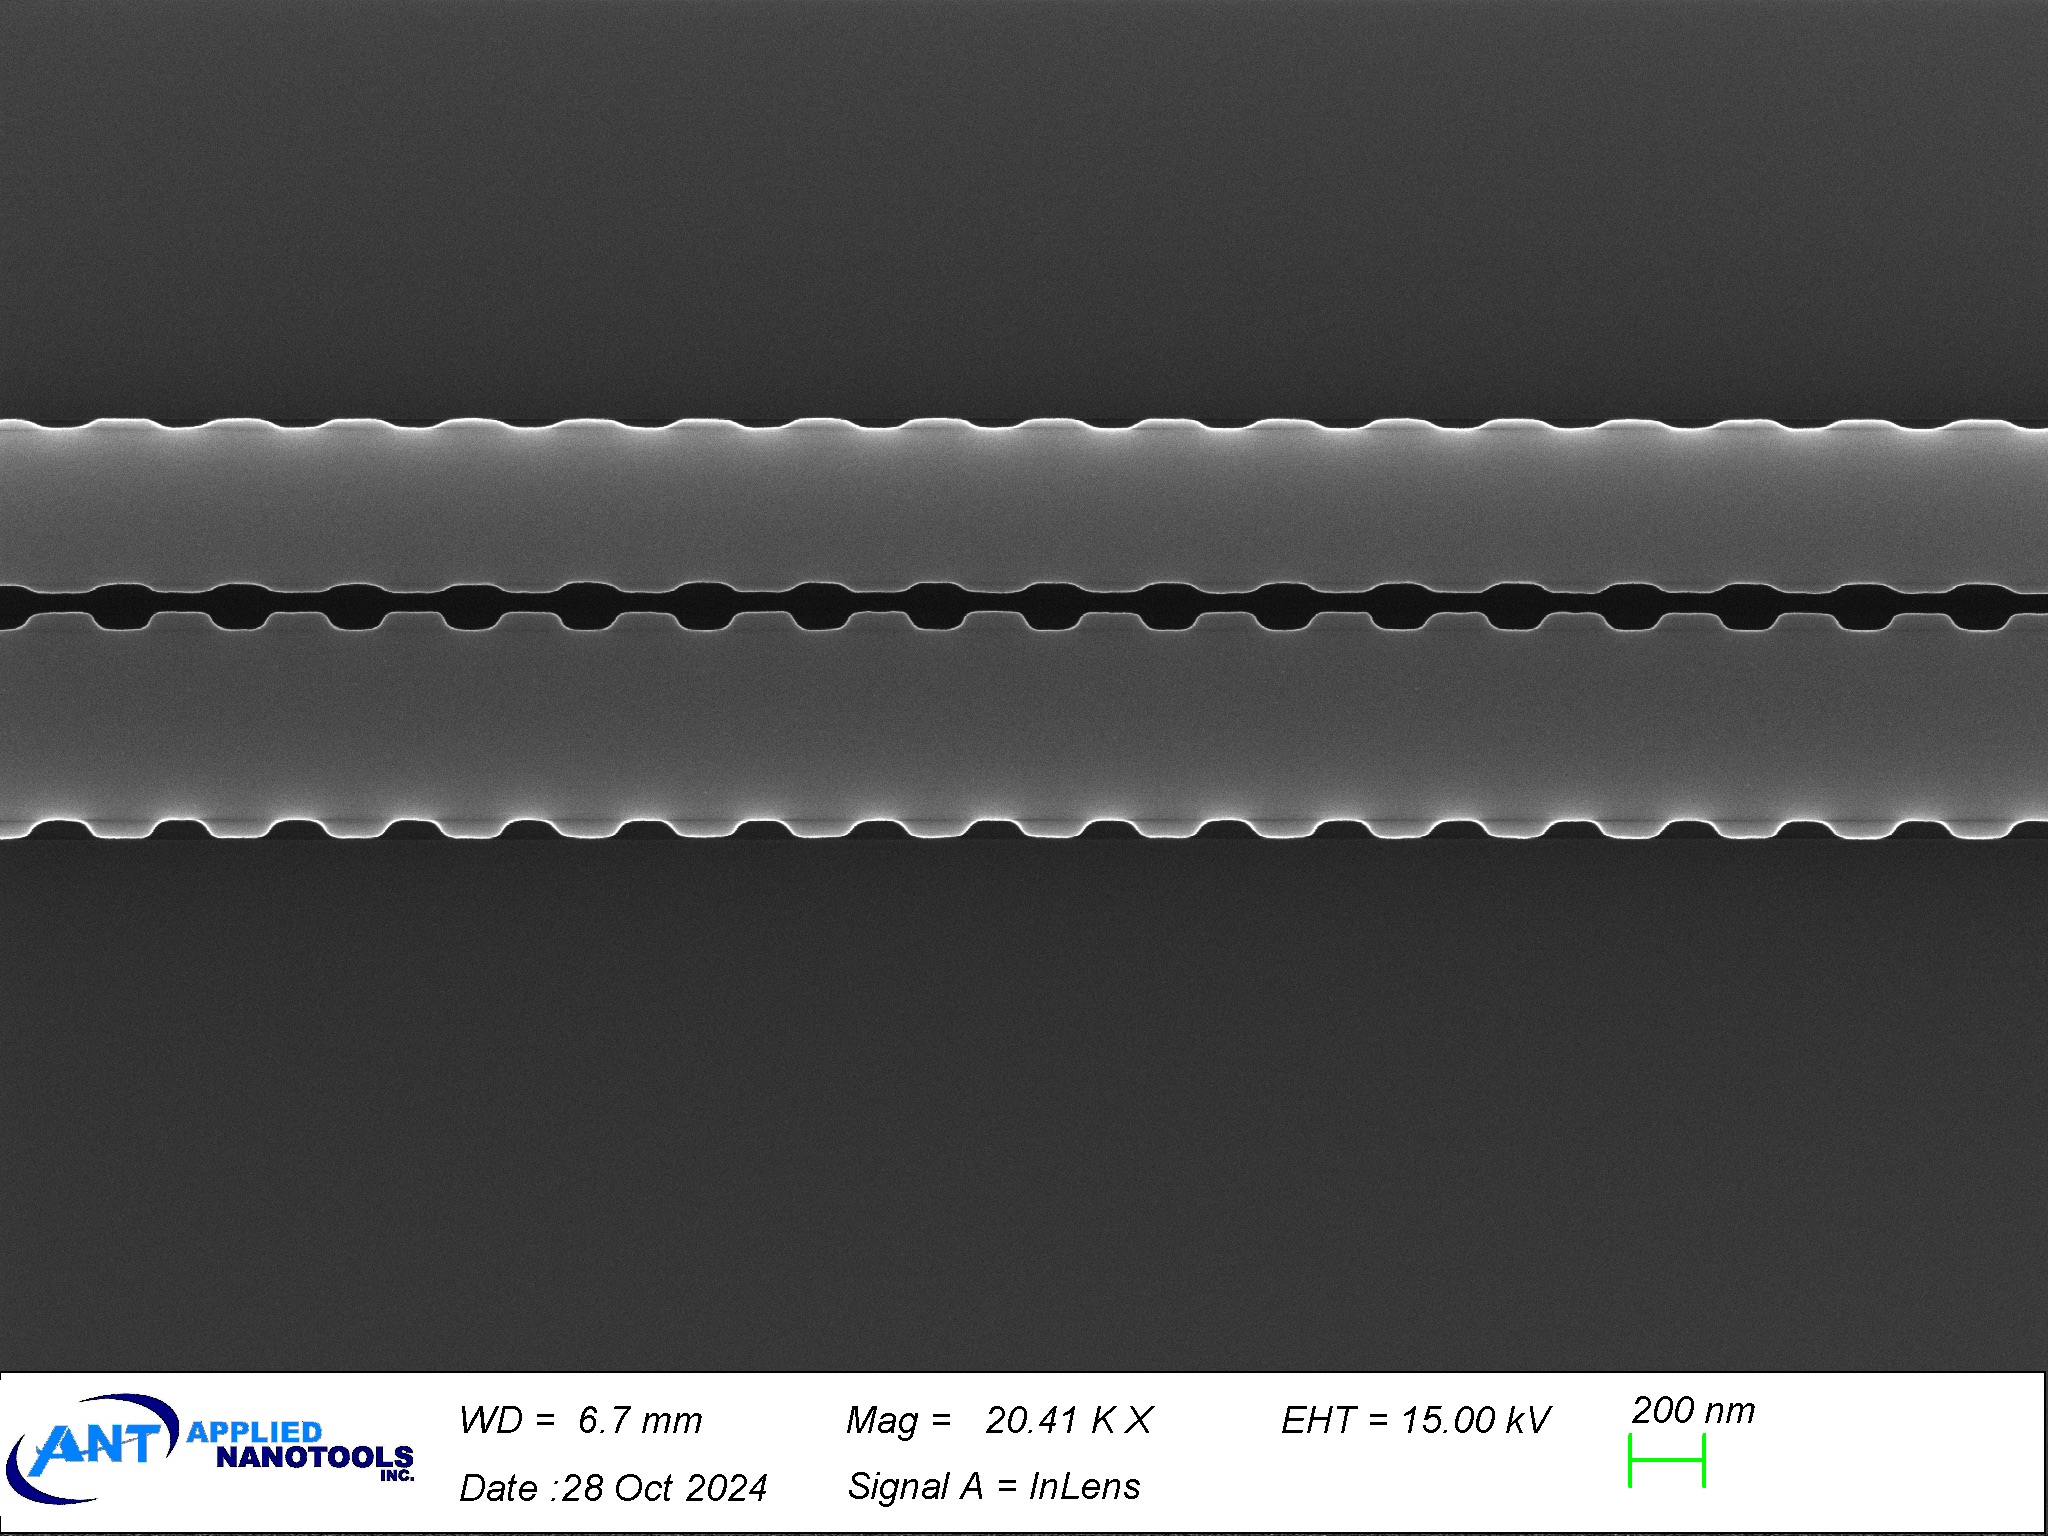 ANT APPLIED
NANOTOOLS
INC.
WD = 6.7 mm Mag = 20.41 K X EHT = 15.00 kV 200 nm
Date :28 Oct 2024 Signal A = InLens